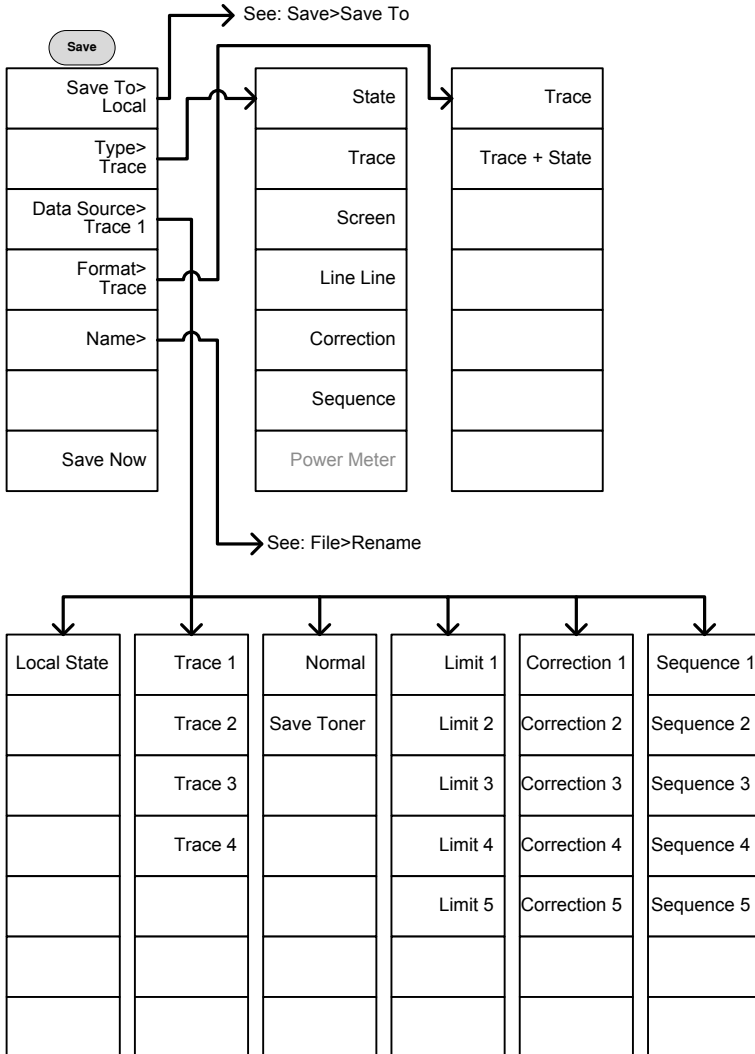 See: Save>Save To
Save
Save To>
Local
Type>
Trace
Data Source>
Trace 1
Format>
Trace
Name>
Save Now
State
Trace
Screen
Line Line
Correction
Sequence
Power Meter
Trace
Trace + State
See: File>Rename
Local State
Trace 1
Trace 2
Trace 3
Trace 4
Normal
Save Toner
Limit 1
Limit 2
Limit 3
Limit 4
Limit 5
Correction 1
Correction 2
Correction 3
Correction 4
Correction 5
Sequence 1
Sequence 2
Sequence 3
Sequence 4
Sequence 5